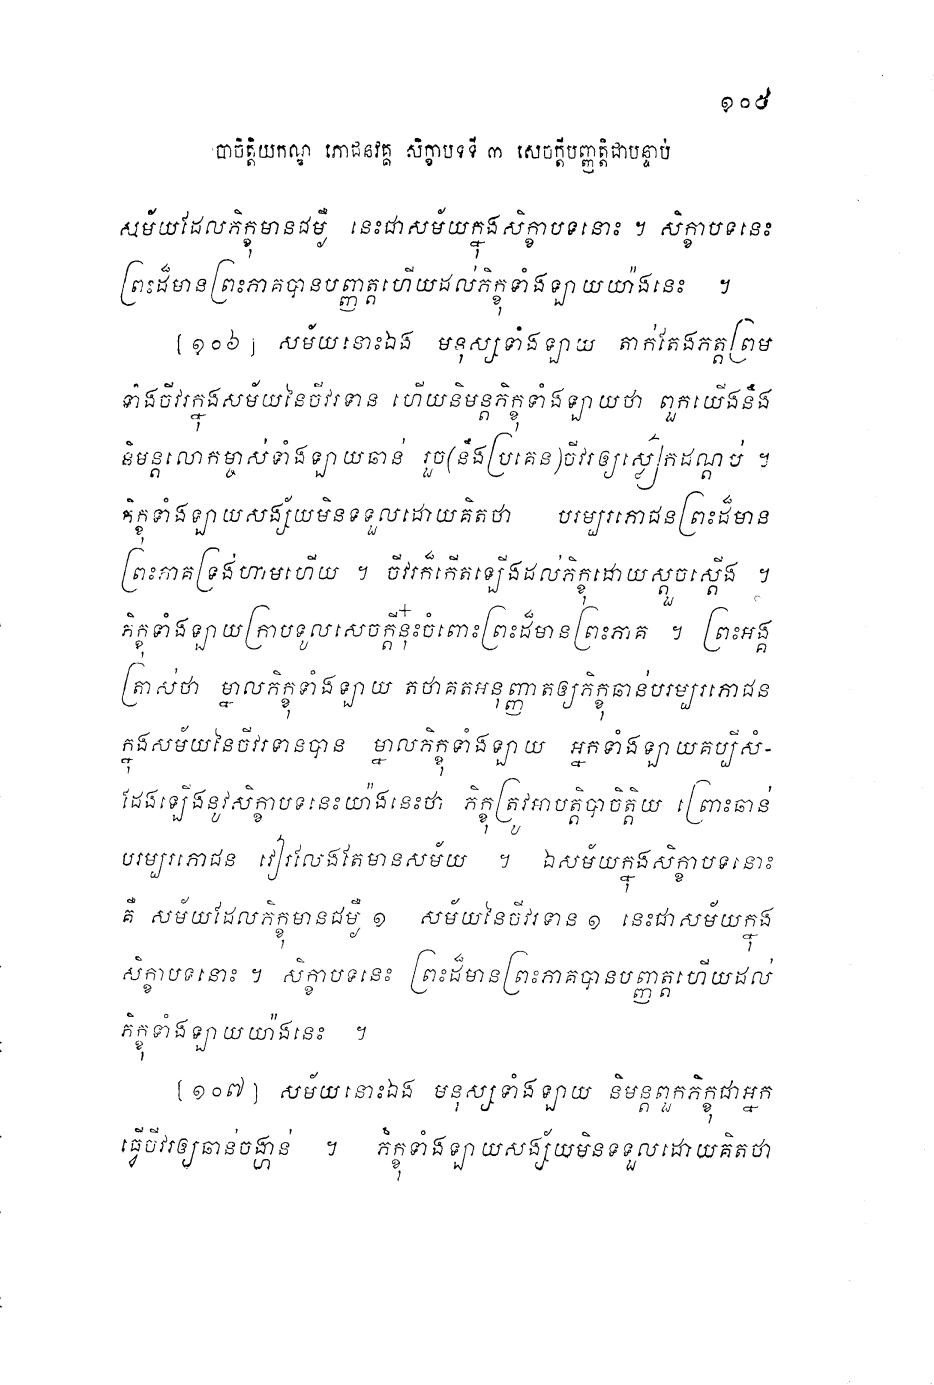 ១០៥
បាចិត្តិយកណ្ឌ ភោជនវគ្គ សិក្ខាបទទី ៣ សេចក្តីបញ្ញត្តិជាបន្ទាប់
សម័យដែលភិក្ខុមានជម្ងឺ នេះជាសម័យក្នុងសិក្ខាបទនោះ ។ សិក្ខាបទនេះ
ព្រះដ៏មានព្រះភាគបានបញ្ញត្តហើយដល់ភិក្ខុទាំងឡាយយ៉ាងនេះ ។
[១០៦] សម័យនោះឯង មនុស្សទាំងឡាយ តាក់តែងភត្តព្រម
ទាំងចីវរក្នុងសម័យនៃចីវរទាន ហើយនិមន្តភិក្ខុទាំងឡាយថា ពួកយើងនឹង
និមន្តលោកម្ចាស់ទាំងឡាយឆាន់ រួច(នឹងប្រគេន)ចីវរឲ្យស្លៀកដណ្តប់ ។
ភិក្ខុទាំងឡាយសង្ស័យមិនទទួលដោយគិតថា បរម្បរភោជនព្រះដ៏មាន
ព្រះភាគទ្រង់ហាមហើយ ។ ចីវរក៏កើតឡើងដល់ភិក្ខុដោយស្តួចស្តើង ។
ភិក្ខុទាំងឡាយក្រាបទូលសេចក្តីនុ៎ះចំពោះព្រះដ៏មានព្រះភាគ ។ ព្រះអង្គ
ត្រាស់ថា ម្នាលភិក្ខុទាំងឡាយ តថាគតអនុញ្ញាតឲ្យភិក្ខុឆាន់បរម្បរភោជន
ក្នុងសម័យនៃចីវរទានបាន ម្នាលភិក្ខុទាំងឡាយ អ្នកទាំងឡាយគប្បីសំ-
ដែងឡើងនូវសិក្ខាបទនេះយ៉ាងនេះថា ភិក្ខុត្រូវអាបត្តិបាចិត្តិយ ព្រោះឆាន់
បរម្បរភោជន វៀរលែងតែមានសម័យ ។ ឯសម័យក្នុងសិក្ខាបទនោះ
គឺ សម័យដែលភិក្ខុមានជម្ងឺ ១ សម័យនៃចីវរទាន ១ នេះជាសម័យក្នុង
សិក្ខាបទនោះ ។ សិក្ខាបទនេះ ព្រះដ៏មានព្រះភាគបានបញ្ញត្តហើយដល់
ភិក្ខុទាំងឡាយយ៉ាងនេះ ។
[១០៧] សម័យនោះឯង មនុស្សទាំងឡាយ និមន្តពួកភិក្ខុជាអ្នក
ធ្វើចីវរឲ្យឆាន់ចង្ហាន់ ។ ភិក្ខុទាំងឡាយសង្ស័យមិនទទួលដោយគិតថា